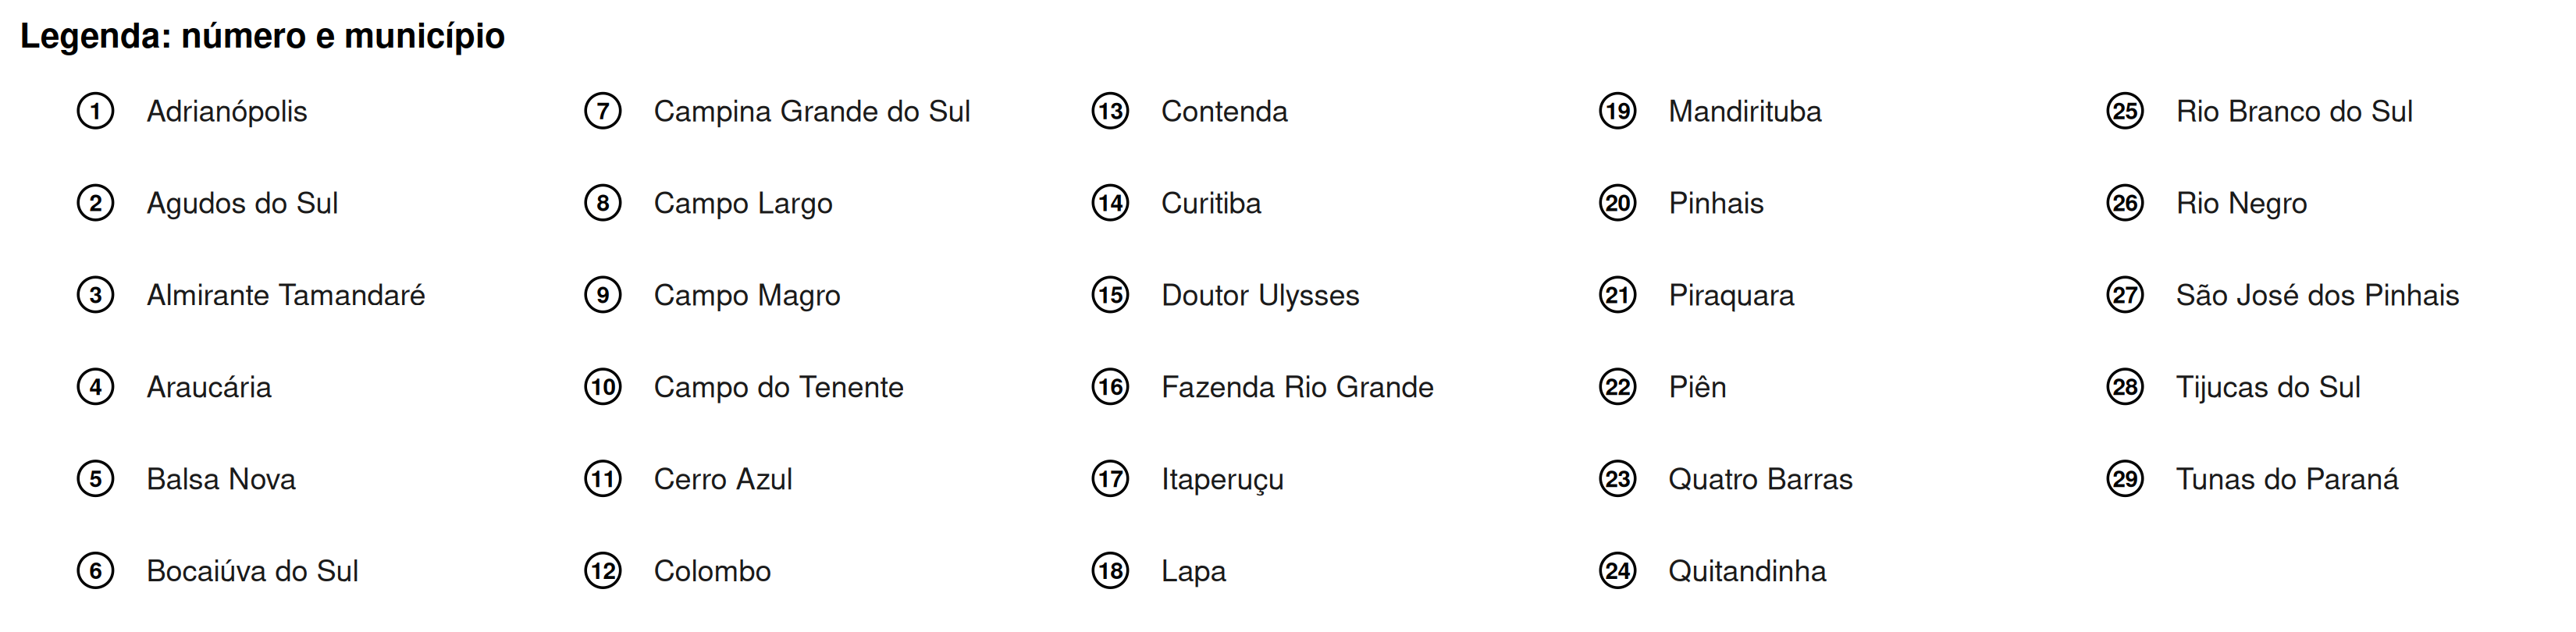 Legenda: número e município
1 Adrianópolis
2 Agudos do Sul
3 Almirante Tamandaré
4 Araucária
5 Balsa Nova
6 Bocaiúva do Sul
7 Campina Grande do Sul
8 Campo Largo
9 Campo Magro
10 Campo do Tenente
11 Cerro Azul
12 Colombo
13 Contenda
14 Curitiba
15 Doutor Ulysses
16 Fazenda Rio Grande
17 Itaperuçu
18 Lapa
19 Mandirituba
20 Pinhais
21 Piraquara
22 Piên
23 Quatro Barras
24 Quitandinha
25 Rio Branco do Sul
26 Rio Negro
27 São José dos Pinhais
28 Tijucas do Sul
29 Tunas do Paraná